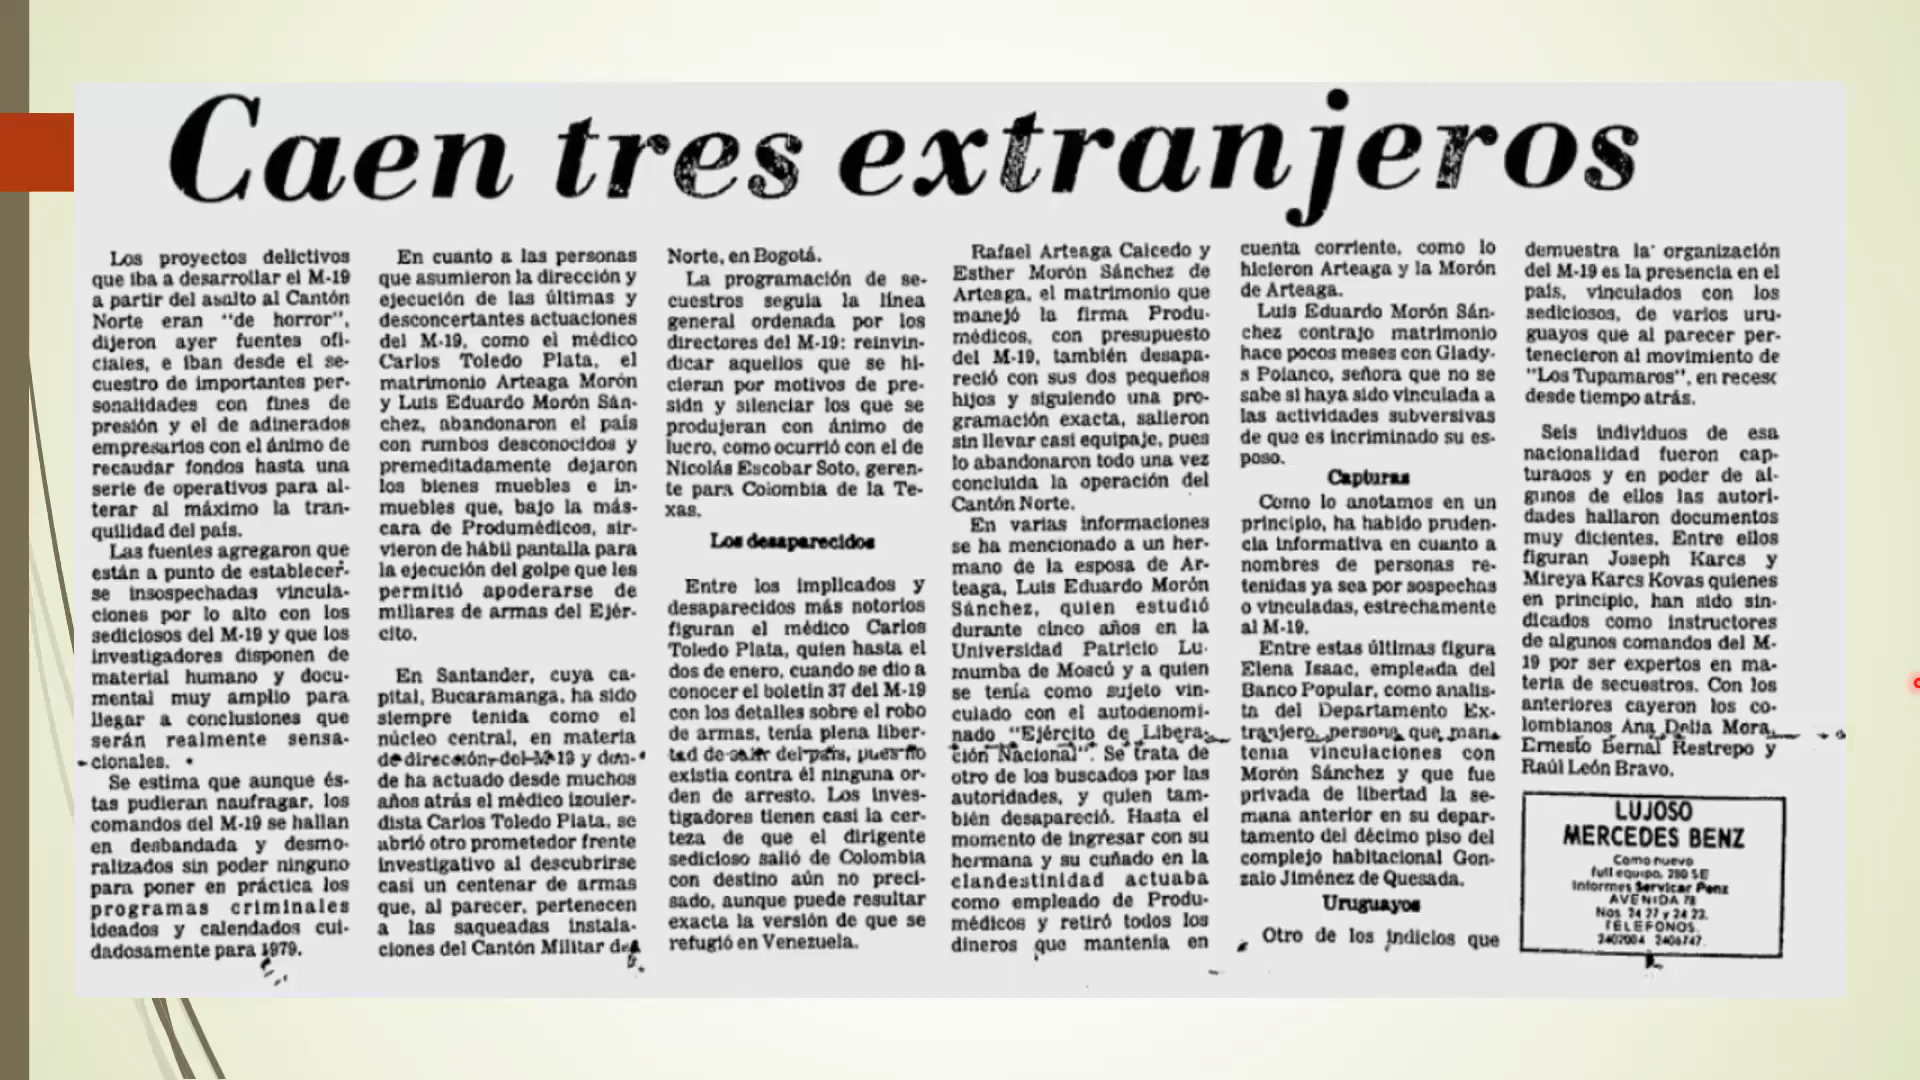 Caen tres extranjeros
Los proyectos delictivos
que iba a desarrollar el M-19
a partir del asalto al Cantón
Norte eran "de horror",
dijeron ayer fuentes ofi-
ciales, e iban desde el se-
cuestro de importantes per-
sonalidades con fines de
presión y el de adinerados
empresarios con el ánimo de
recaudar fondos hasta una
serie de operativos para al-
terar al máximo la tran-
quilidad del país.
Las fuentes agregaron que
están a punto de establecer-
se insospechadas vincula-
ciones por lo alto con los
sediciosos del M-19 y que los
investigadores disponen de
material humano y docu-
mental muy amplio para
llegar a conclusiones que
serán realmente sensa-
cionales.
Se estima que aunque és-
tas pudieran naufragar, los
comandos del M-19 se hallan
en desbandada y desmo-
ralizados sin poder ninguno
para poner en práctica los
programas criminales
ideados y calendados cui-
dadosamente para 1979.
En cuanto a las personas
que asumieron la dirección y
ejecución de las últimas y
desconcertantes actuaciones
del M-19, como el médico
Carlos Toledo Plata, el
matrimonio Arteaga Morón
y Luis Eduardo Morón Sán-
chez, abandonaron el país
con rumbos desconocidos y
premeditadamente dejaron
los bienes muebles e in-
muebles que, bajo la más-
cara de Produmédicos, sir-
vieron de hábil pantalla para
la ejecución del golpe que les
permitió apoderarse de
millares de armas del Ejér-
cito.
En Santander, cuya ca-
pital, Bucaramanga, ha sido
siempre tenida como el
núcleo central, en materia
de dirección del M-19 y don-
de ha actuado desde muchos
años atrás el médico izquier-
dista Carlos Toledo Plata, se
abrió otro prometedor frente
investigativo al descubrirse
casi un centenar de armas
que, al parecer, pertenecen
a las saqueadas instala-
ciones del Cantón Militar del
Norte, en Bogotá.
La programación de se-
cuestros seguía la línea
general ordenada por los
directores del M-19: reinvin-
dicar aquellos que se hi-
cieran por motivos de pre-
sión y silenciar los que se
produjeran con ánimo de
lucro, como ocurrió con el de
Nicolás Escobar Soto, geren-
te para Colombia de la Te-
xas.
Los desaparecidos
Entre los implicados y
desaparecidos más notorios
figuran el médico Carlos
Toledo Plata, quien hasta el
dos de enero, cuando se dio a
conocer el boletín 37 del M-19
con los detalles sobre el robo
de armas, tenía plena liber-
tad de salir del país, pues no
existía contra él ninguna or-
den de arresto. Los inves-
tigadores tienen casi la cer-
teza de que el dirigente
sedicioso salió de Colombia
con destino aún no preci-
sado, aunque puede resultar
exacta la versión de que se
refugió en Venezuela.
Rafael Arteaga Caicedo y
Esther Morón Sánchez de
Arteaga, el matrimonio que
manejó la firma Produ-
médicos, con presupuesto
del M-19, también desapa-
reció con sus dos pequeños
hijos y siguiendo una pro-
gramación exacta, salieron
sin llevar casi equipaje, pues
lo abandonaron todo una vez
concluida la operación del
Cantón Norte.
En varias informaciones
se ha mencionado a un her-
mano de la esposa de Ar-
teaga, Luis Eduardo Morón
Sánchez, quien estudió
durante cinco años en la
Universidad Patricio Lu-
mumba de Moscú y a quien
se tenía como sujeto vin-
culado con el autodenomi-
nado "Ejército de Libera-
ción Nacional". Se trata de
otro de los buscados por las
autoridades, y quien tam-
bién desapareció. Hasta el
momento de ingresar con su
hermana y su cuñado en la
clandestinidad actuaba
como empleado de Produ-
médicos y retiró todos los
dineros que mantenía en
cuenta corriente, como lo
hicieron Arteaga y la Morón
de Arteaga.
Luis Eduardo Morón Sán-
chez contrajo matrimonio
hace pocos meses con Glady-
s Polanco, señora que no se
sabe si haya sido vinculada a
las actividades subversivas
de que es incriminado su es-
poso.
Capturas
Como lo anotamos en un
principio, ha habido pruden-
cia informativa en cuanto a
nombres de personas re-
tenidas ya sea por sospechas
o vinculadas, estrechamente
al M-19.
Entre estas últimas figura
Elena Isaac, empleada del
Banco Popular, como analis-
ta del Departamento Ex-
tranjero, persona que man-
tenía vinculaciones con
Morón Sánchez y que fue
privada de libertad la se-
mana anterior en su depar-
tamento del décimo piso del
complejo habitacional Gon-
zalo Jiménez de Quesada.
Uruguayos
Otro de los indicios que
demuestra la organización
del M-19 es la presencia en el
país, vinculados con los
sediciosos, de varios uru-
guayos que al parecer per-
tenecieron al movimiento de
"Los Tupamaros", en receso
desde tiempo atrás.
Seis individuos de esa
nacionalidad fueron cap-
turados y en poder de al-
gunos de ellos las autori-
dades hallaron documentos
muy dicientes. Entre ellos
figuran Joseph Karcs y
Mireya Karcs Kovas quienes
en principio, han sido sin-
dicados como instructores
de algunos comandos del M-
19 por ser expertos en ma-
teria de secuestros. Con los
anteriores cayeron los co-
lombianos Ana Delia Mora,
Ernesto Bernal Restrepo y
Raúl León Bravo.
LUJOSO
MERCEDES BENZ
Como nuevo
full equipo, 280 SE
Informes Servicar Penz
AVENIDA 78
Nos 24 27 y 24 23.
TELEFONOS.
2402004 2406747